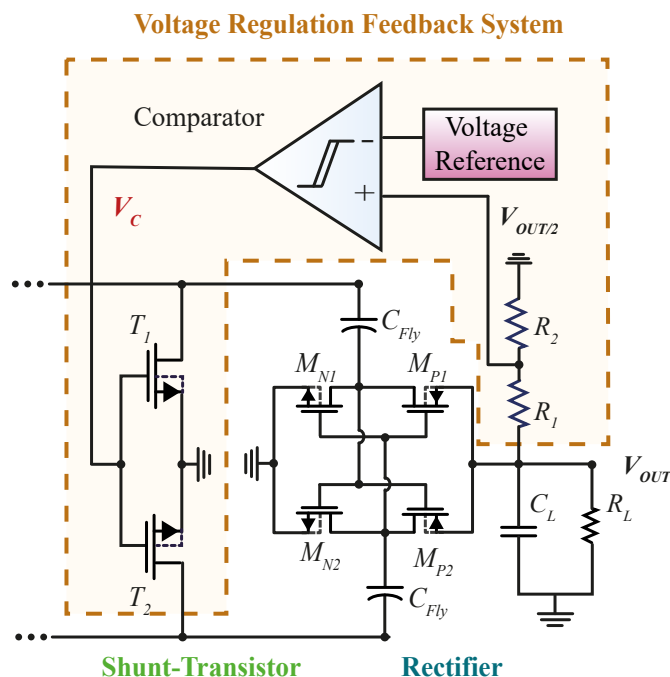 Voltage Regulation Feedback System
Comparator
Voltage
Reference
-
+
V_C
V_OUT/2
T_1
C_Fly
R_2
M_N1
M_P1
R_1
V_OUT
C_L
R_L
M_N2
M_P2
T_2
C_Fly
Shunt-Transistor
Rectifier